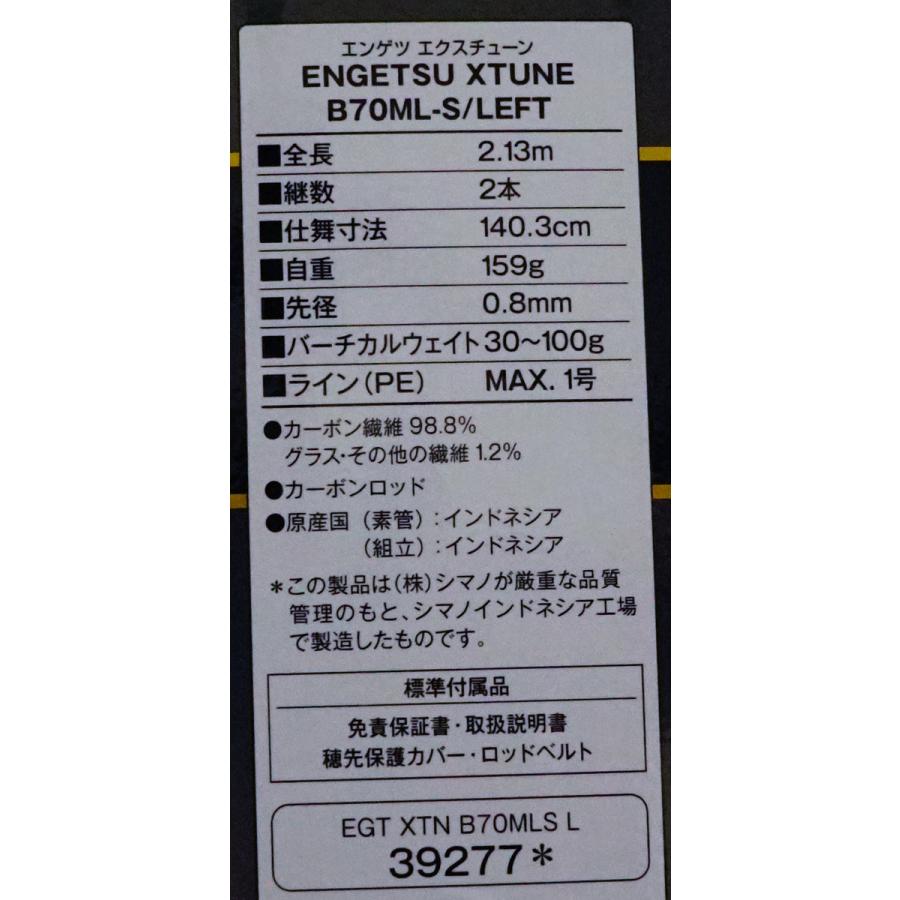 エンゲツ エクスチューン
ENGETSU XTUNE
B70ML-S/LEFT
■全長 2.13m
■継数 2本
■仕舞寸法 140.3cm
■自重 159g
■先径 0.8mm
■バーチカルウェイト 30〜100g
■ライン(PE) MAX. 1号
●カーボン繊維 98.8%
グラス・その他の繊維 1.2%
●カーボンロッド
●原産国(素管):インドネシア
(組立):インドネシア
*この製品は(株)シマノが厳重な品質
管理のもと、シマノインドネシア工場
で製造したものです。
標準付属品
免責保証書・取扱説明書
穂先保護カバー・ロッドベルト
EGT XTN B70MLS L
39277*